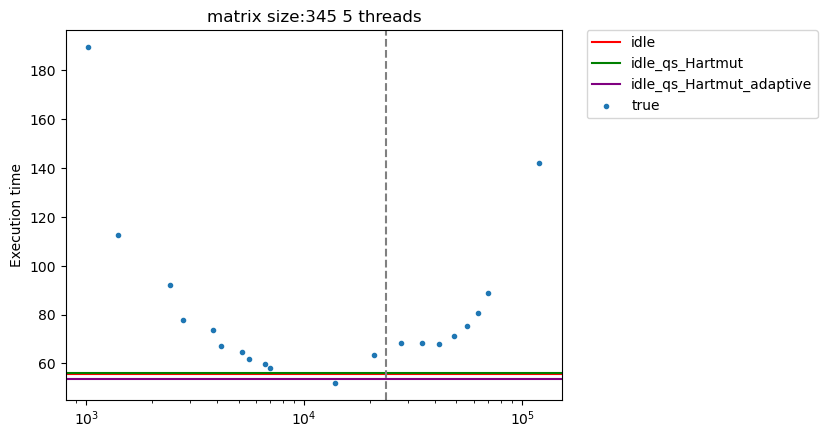 matrix size:345 5 threads
Execution time
180
160
140
120
100
80
60
10³
10⁴
10⁵
idle
idle_qs_Hartmut
idle_qs_Hartmut_adaptive
true